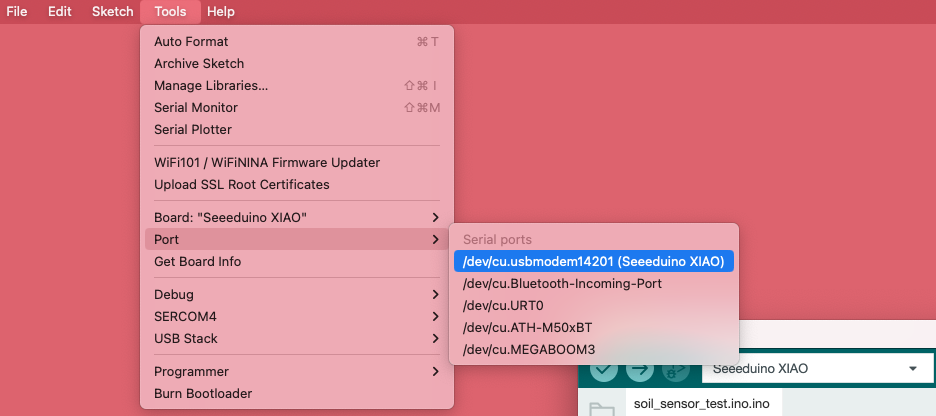 File Edit Sketch Tools Help
Auto Format ⌘ T
Archive Sketch
Manage Libraries... ⇧⌘ I
Serial Monitor ⇧⌘M
Serial Plotter
WiFi101 / WiFiNINA Firmware Updater
Upload SSL Root Certificates
Board: "Seeeduino XIAO"
Port
Get Board Info
Debug
SERCOM4
USB Stack
Programmer
Burn Bootloader
Serial ports
/dev/cu.usbmodem14201 (Seeeduino XIAO)
/dev/cu.Bluetooth-Incoming-Port
/dev/cu.URT0
/dev/cu.ATH-M50xBT
/dev/cu.MEGABOOM3
Seeeduino XIAO
soil_sensor_test.ino.ino